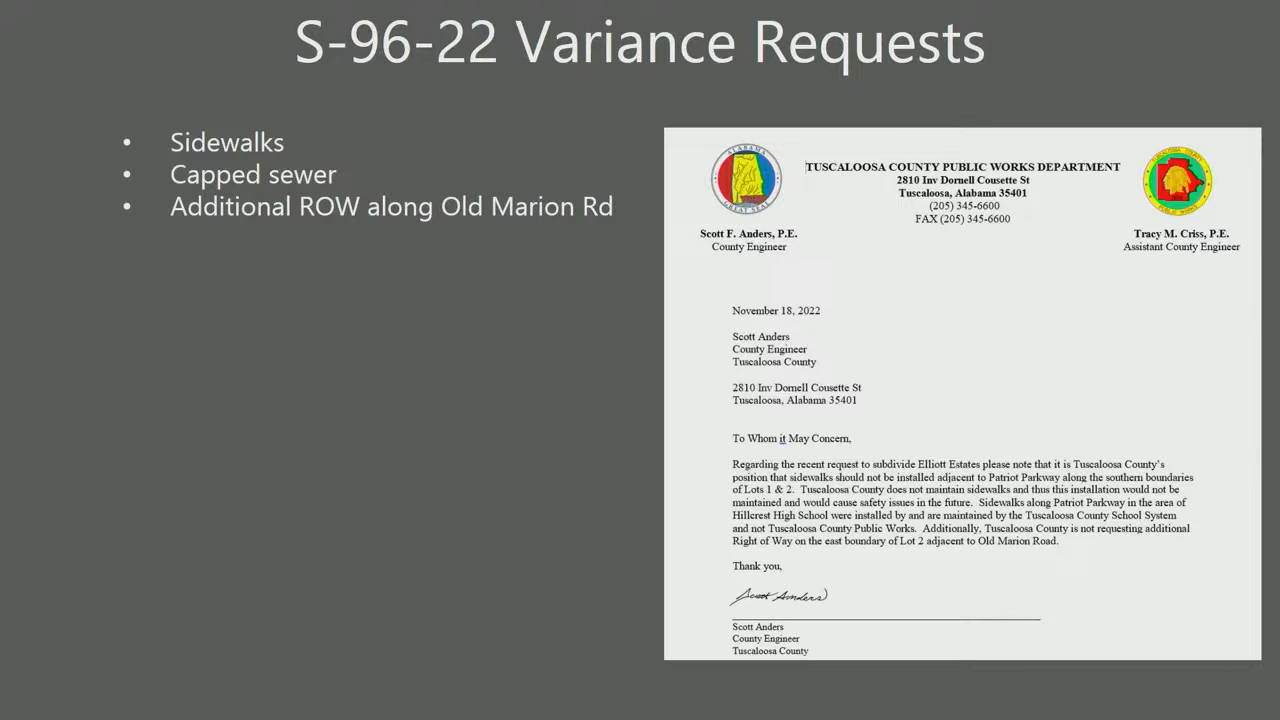 S-96-22 Variance Requests
• Sidewalks
• Capped sewer
• Additional ROW along Old Marion Rd
ALABAMA
GREAT SEAL
TUSCALOOSA COUNTY PUBLIC WORKS DEPARTMENT
2810 Inv Dornell Cousette St
Tuscaloosa, Alabama 35401
(205) 345-6600
FAX (205) 345-6600
TUSCALOOSA COUNTY
PUBLIC WORKS
Scott F. Anders, P.E.
County Engineer
Tracy M. Criss, P.E.
Assistant County Engineer
November 18, 2022
Scott Anders
County Engineer
Tuscaloosa County
2810 Inv Dornell Cousette St
Tuscaloosa, Alabama 35401
To Whom it May Concern,
Regarding the recent request to subdivide Elliott Estates please note that it is Tuscaloosa County's
position that sidewalks should not be installed adjacent to Patriot Parkway along the southern boundaries
of Lots 1 & 2. Tuscaloosa County does not maintain sidewalks and thus this installation would not be
maintained and would cause safety issues in the future. Sidewalks along Patriot Parkway in the area of
Hillcrest High School were installed by and are maintained by the Tuscaloosa County School System
and not Tuscaloosa County Public Works. Additionally, Tuscaloosa County is not requesting additional
Right of Way on the east boundary of Lot 2 adjacent to Old Marion Road.
Thank you,
Scott Anders
Scott Anders
County Engineer
Tuscaloosa County